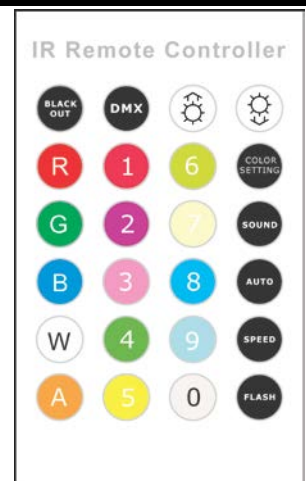 IR Remote Controller
BLACK
OUT
DMX
R
1
6
COLOR
SETTING
G
2
7
SOUND
B
3
8
AUTO
W
4
9
SPEED
A
5
0
FLASH